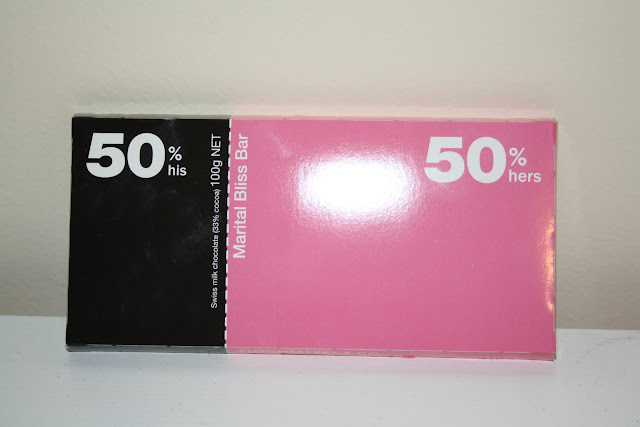 50% his
Swiss milk chocolate (33% cocoa) 100g NET
Marital Bliss Bar
50% hers